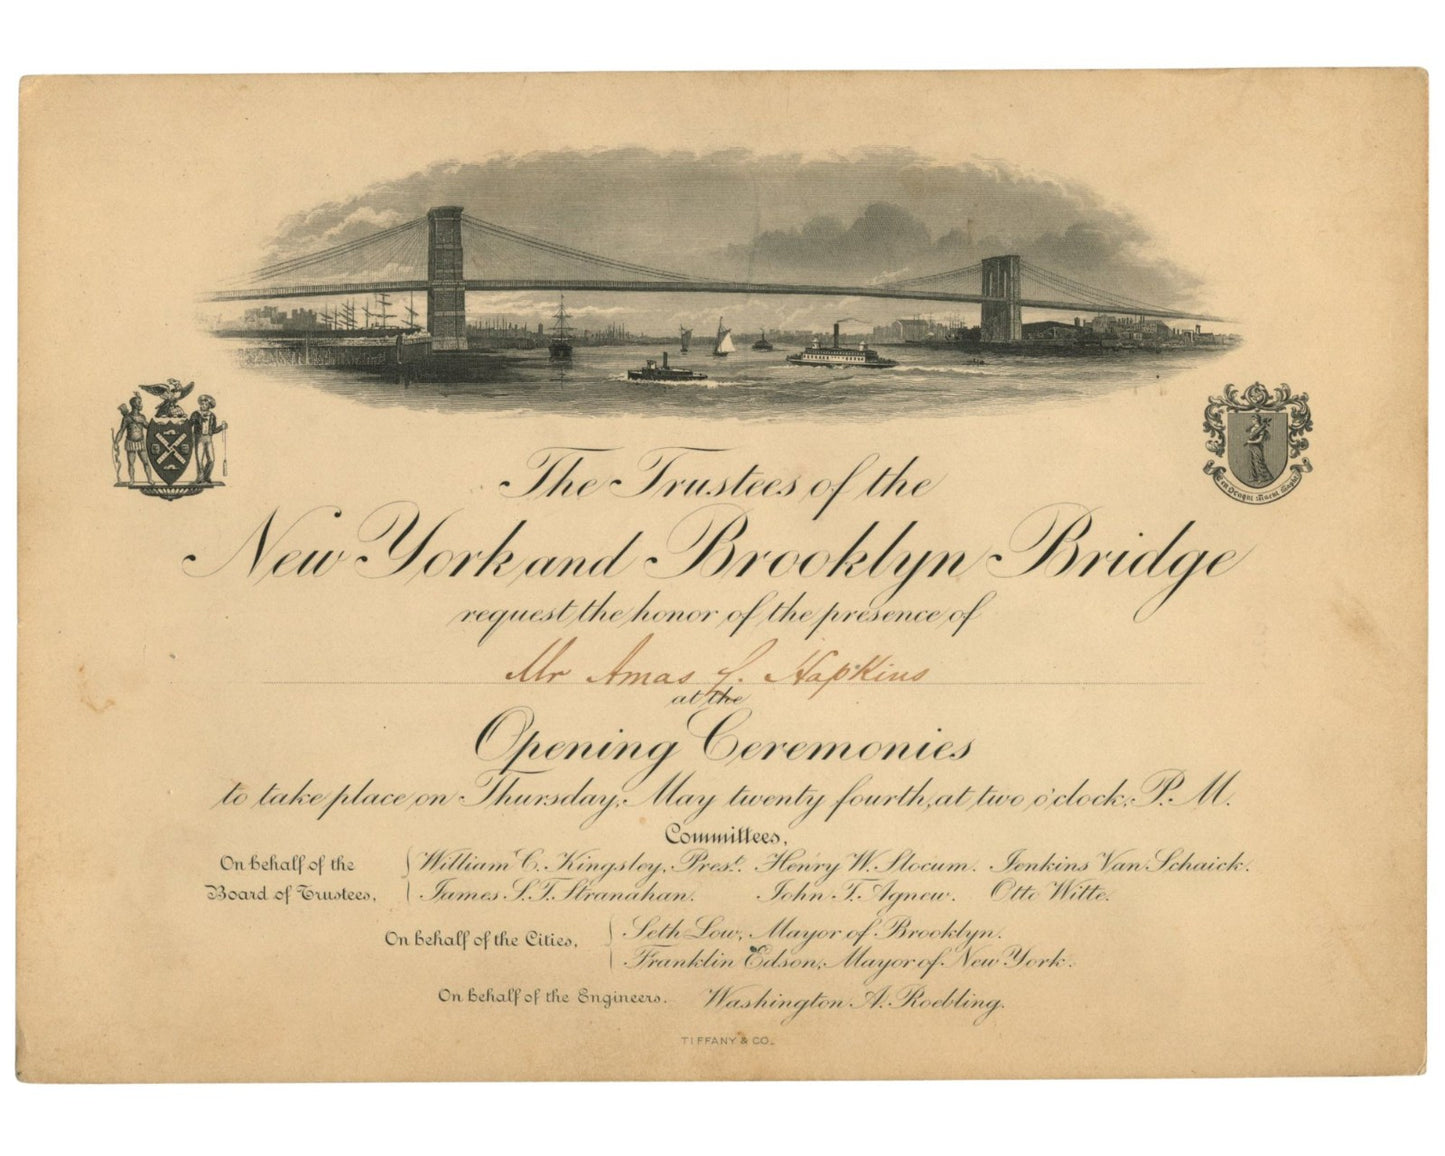 Een Draght Mackt Maght
The Trustees of the
New York and Brooklyn Bridge
request the honor of the presence of
Mr Amas J. Hapkins
at the
Opening Ceremonies
to take place on Thursday, May twenty fourth, at two o'clock, P.M.
Committees,
On behalf of the Board of Trustees,
William C. Kingsley, Prest. Henry W. Slocum. Jenkins Van Schaick.
James S.T. Stranahan. John T. Agnew. Otto Witte.
On behalf of the Cities,
Seth Low, Mayor of Brooklyn.
Franklin Edson, Mayor of New York.
On behalf of the Engineers. Washington A. Roebling.
TIFFANY & CO.